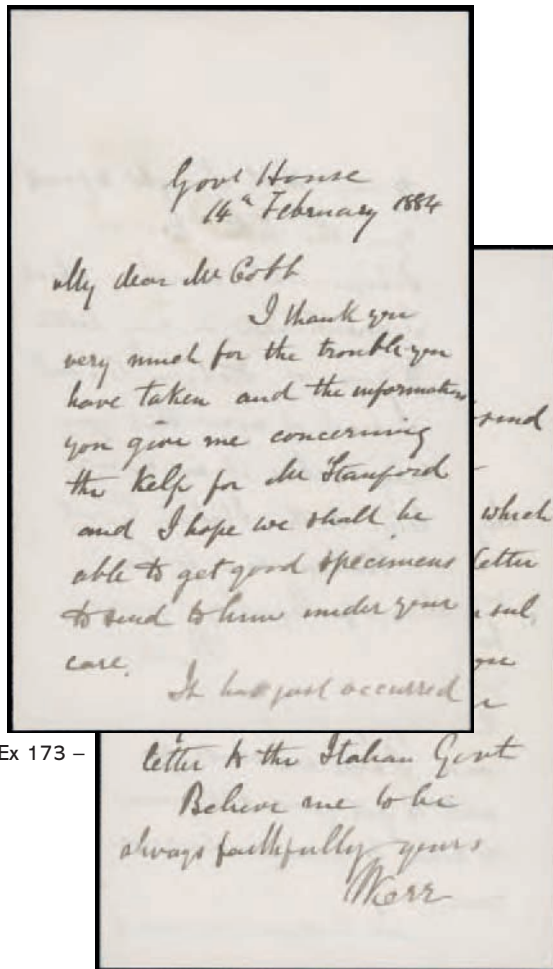 Govt House
14th February 1884
My dear Mr Cobb
I thank you
very much for the trouble you
have taken and the information
you give me concerning
the Kelp for Mr Stanford
and I hope we shall be
able to get good specimens
to send to him under your
care.
It has just occurred
send
which
letter
sul
you
letter to the Italian Govt
Believe me to be
always faithfully yours
Kerr
Ex 173 –